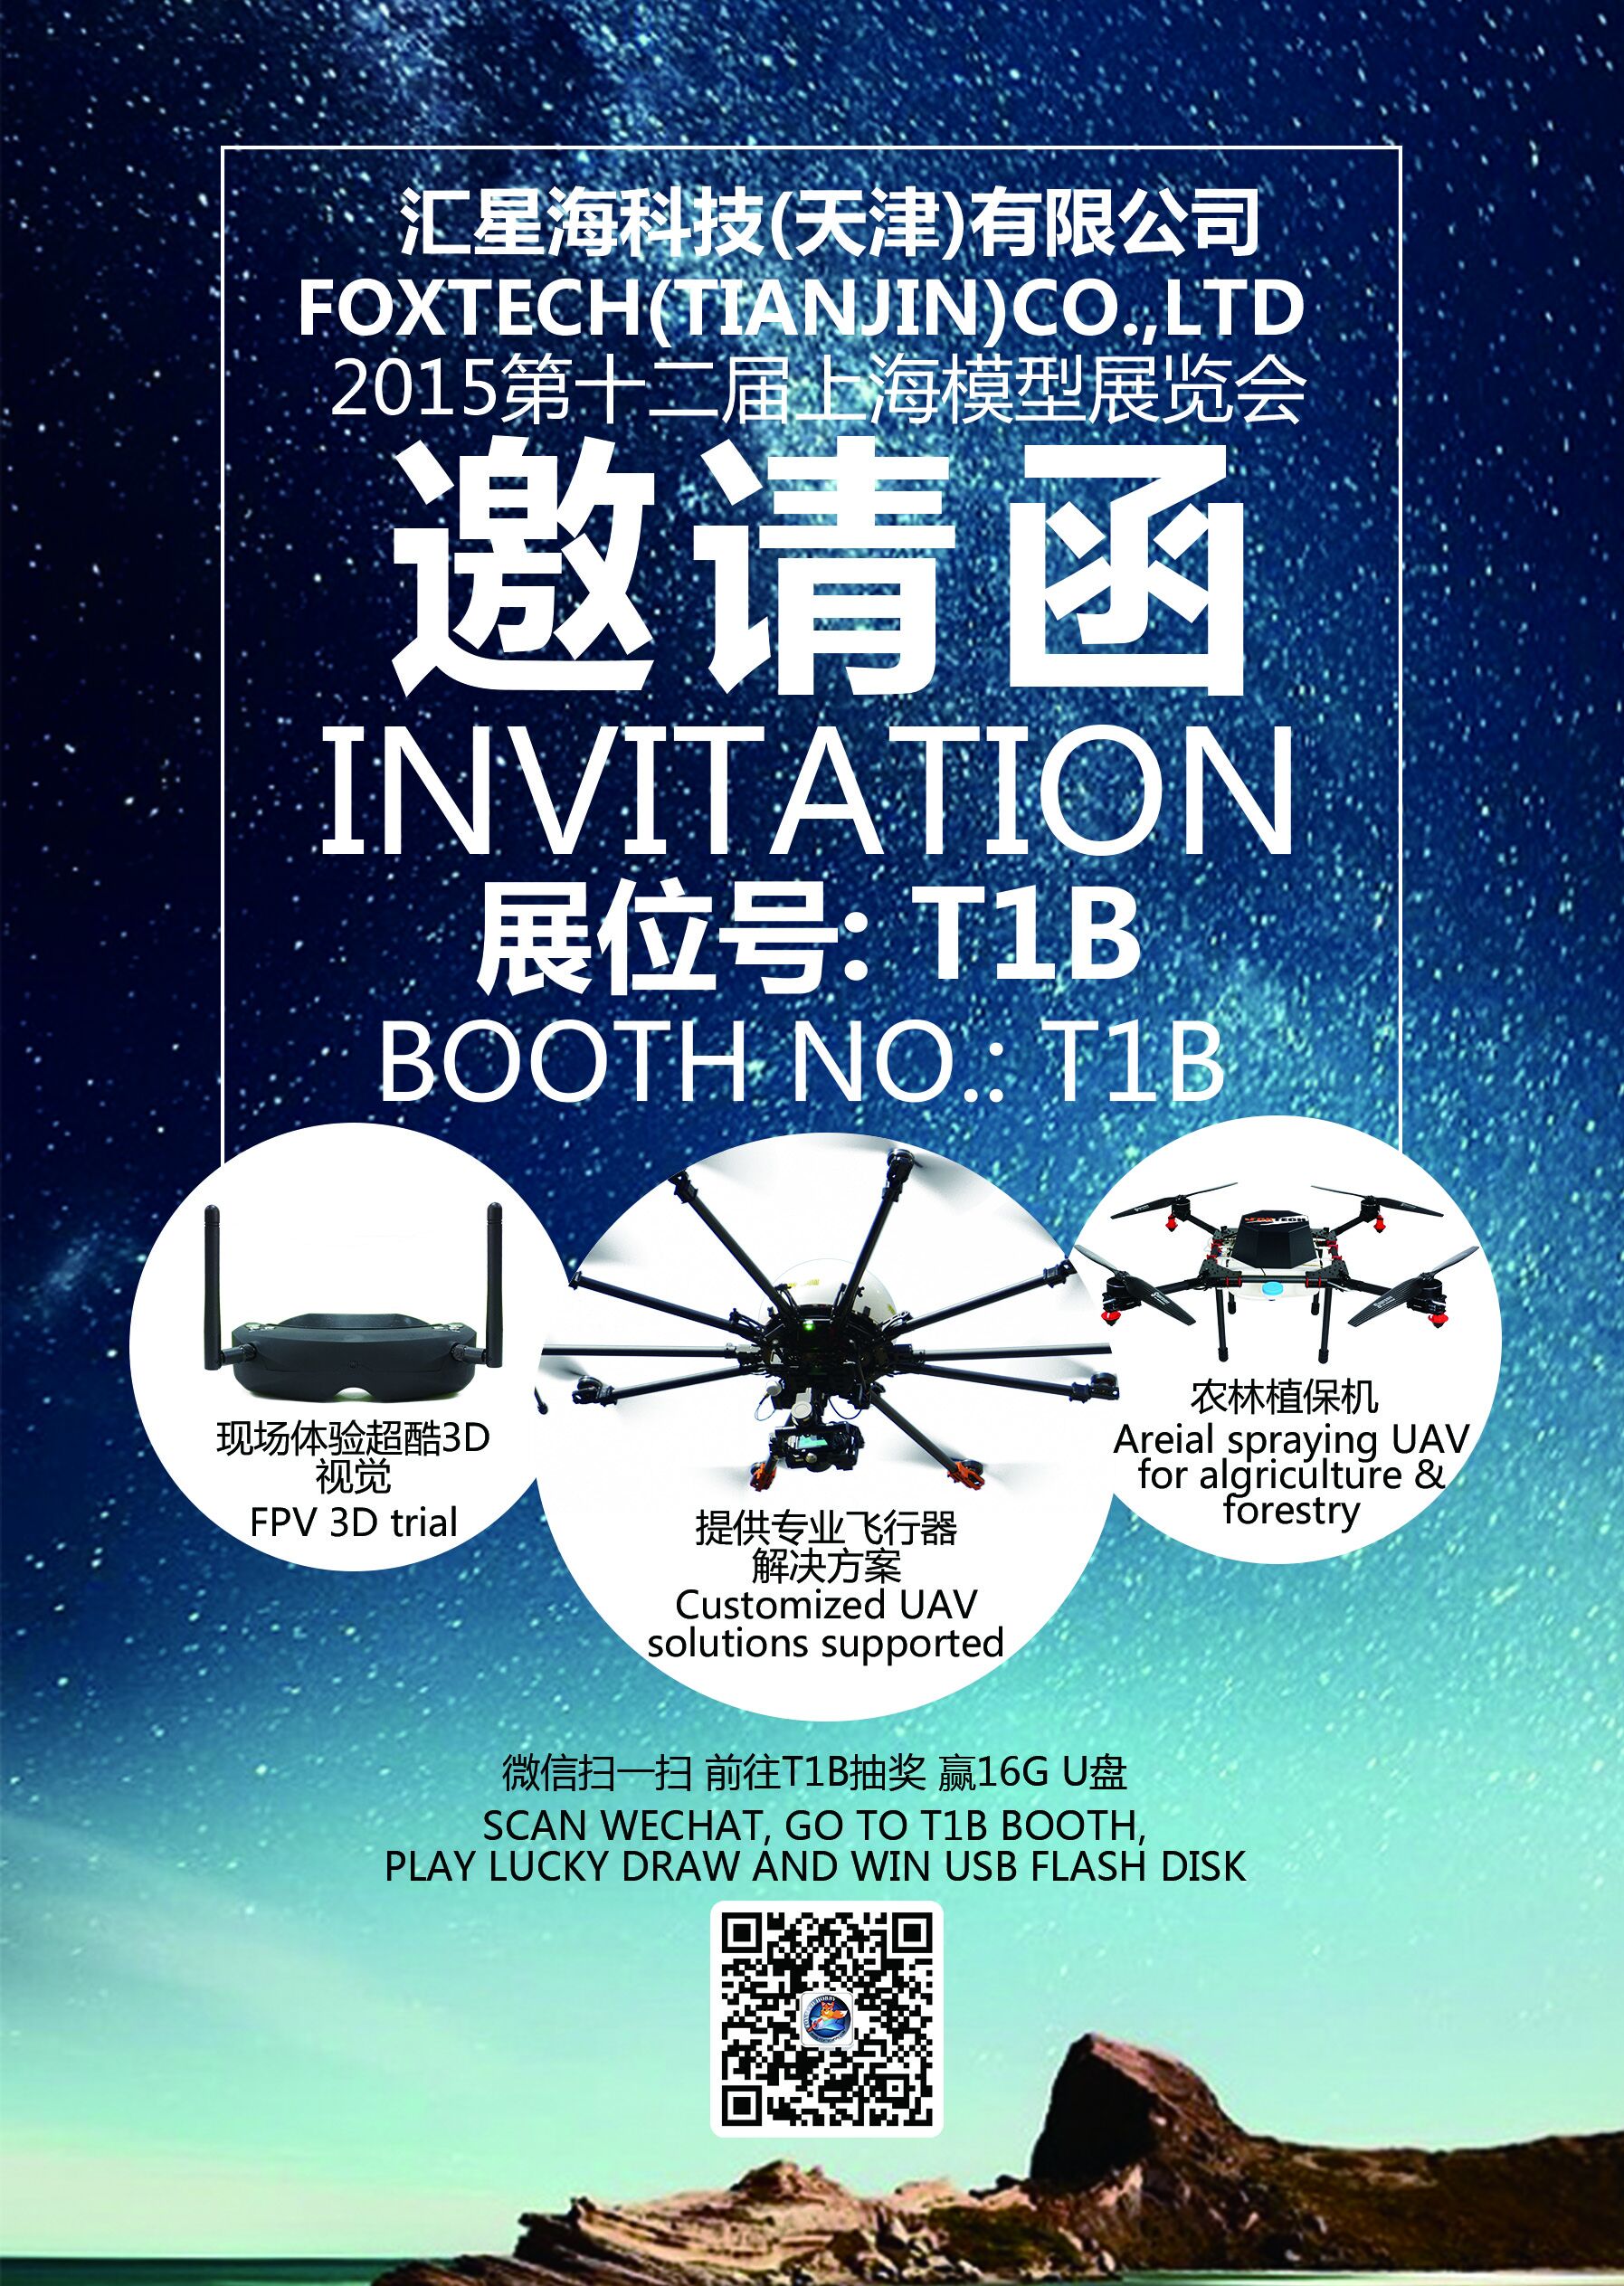 汇星海科技(天津)有限公司
FOXTECH(TIANJIN)CO.,LTD
2015第十二届上海模型展览会
邀请函
INVITATION
展位号: T1B
BOOTH NO.: T1B
现场体验超酷3D
视觉
FPV 3D trial
提供专业飞行器
解决方案
Customized UAV
solutions supported
农林植保机
Areial spraying UAV
for algriculture &
forestry
微信扫一扫 前往T1B抽奖 赢16G U盘
SCAN WECHAT, GO TO T1B BOOTH,
PLAY LUCKY DRAW AND WIN USB FLASH DISK